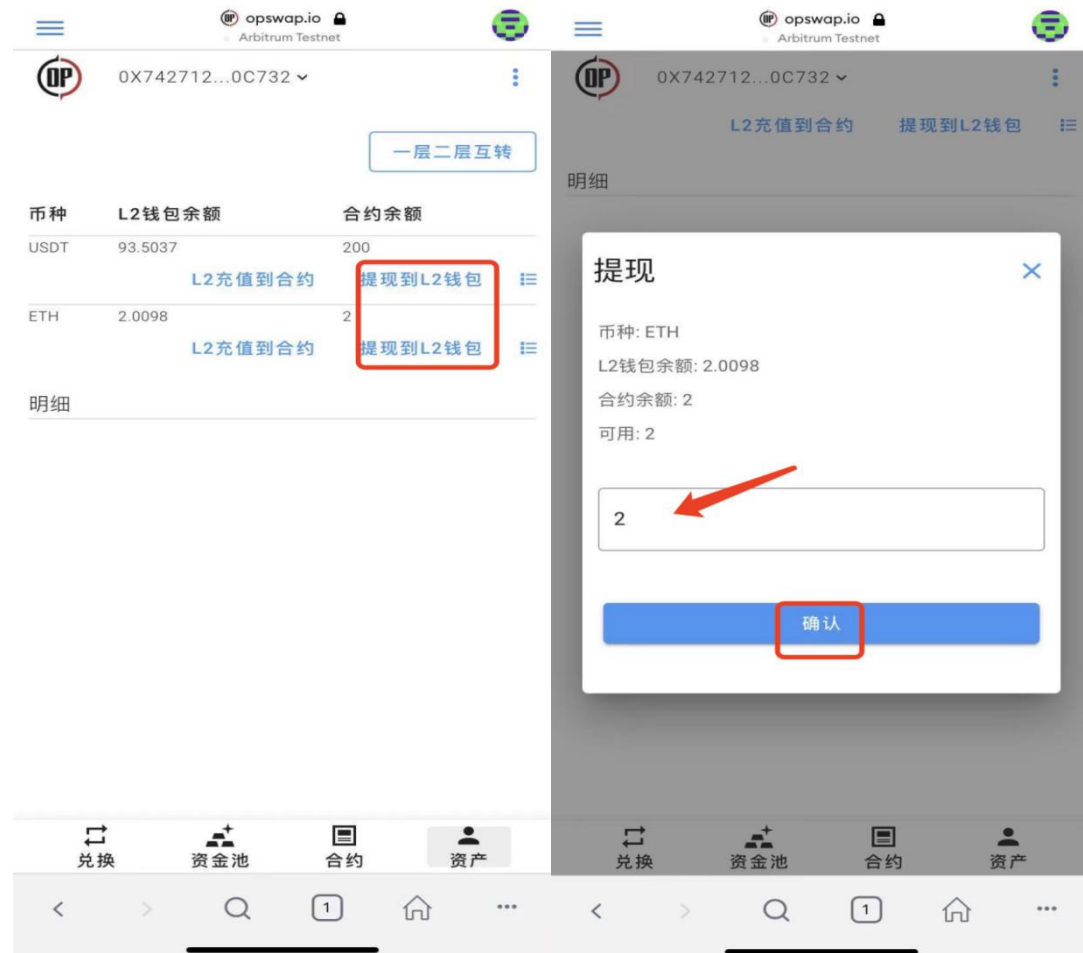 OP opswap.io
Arbitrum Testnet
OP 0X742712...0C732
一层二层互转
币种 L2钱包余额 合约余额
USDT 93.5037 200
L2充值到合约 提现到L2钱包
ETH 2.0098 2
L2充值到合约 提现到L2钱包
明细
兑换 资金池 合约 资产
1
OP opswap.io
Arbitrum Testnet
OP 0X742712...0C732
L2充值到合约 提现到L2钱包
明细
提现
币种: ETH
L2钱包余额: 2.0098
合约余额: 2
可用: 2
2
确认
兑换 资金池 合约 资产
1